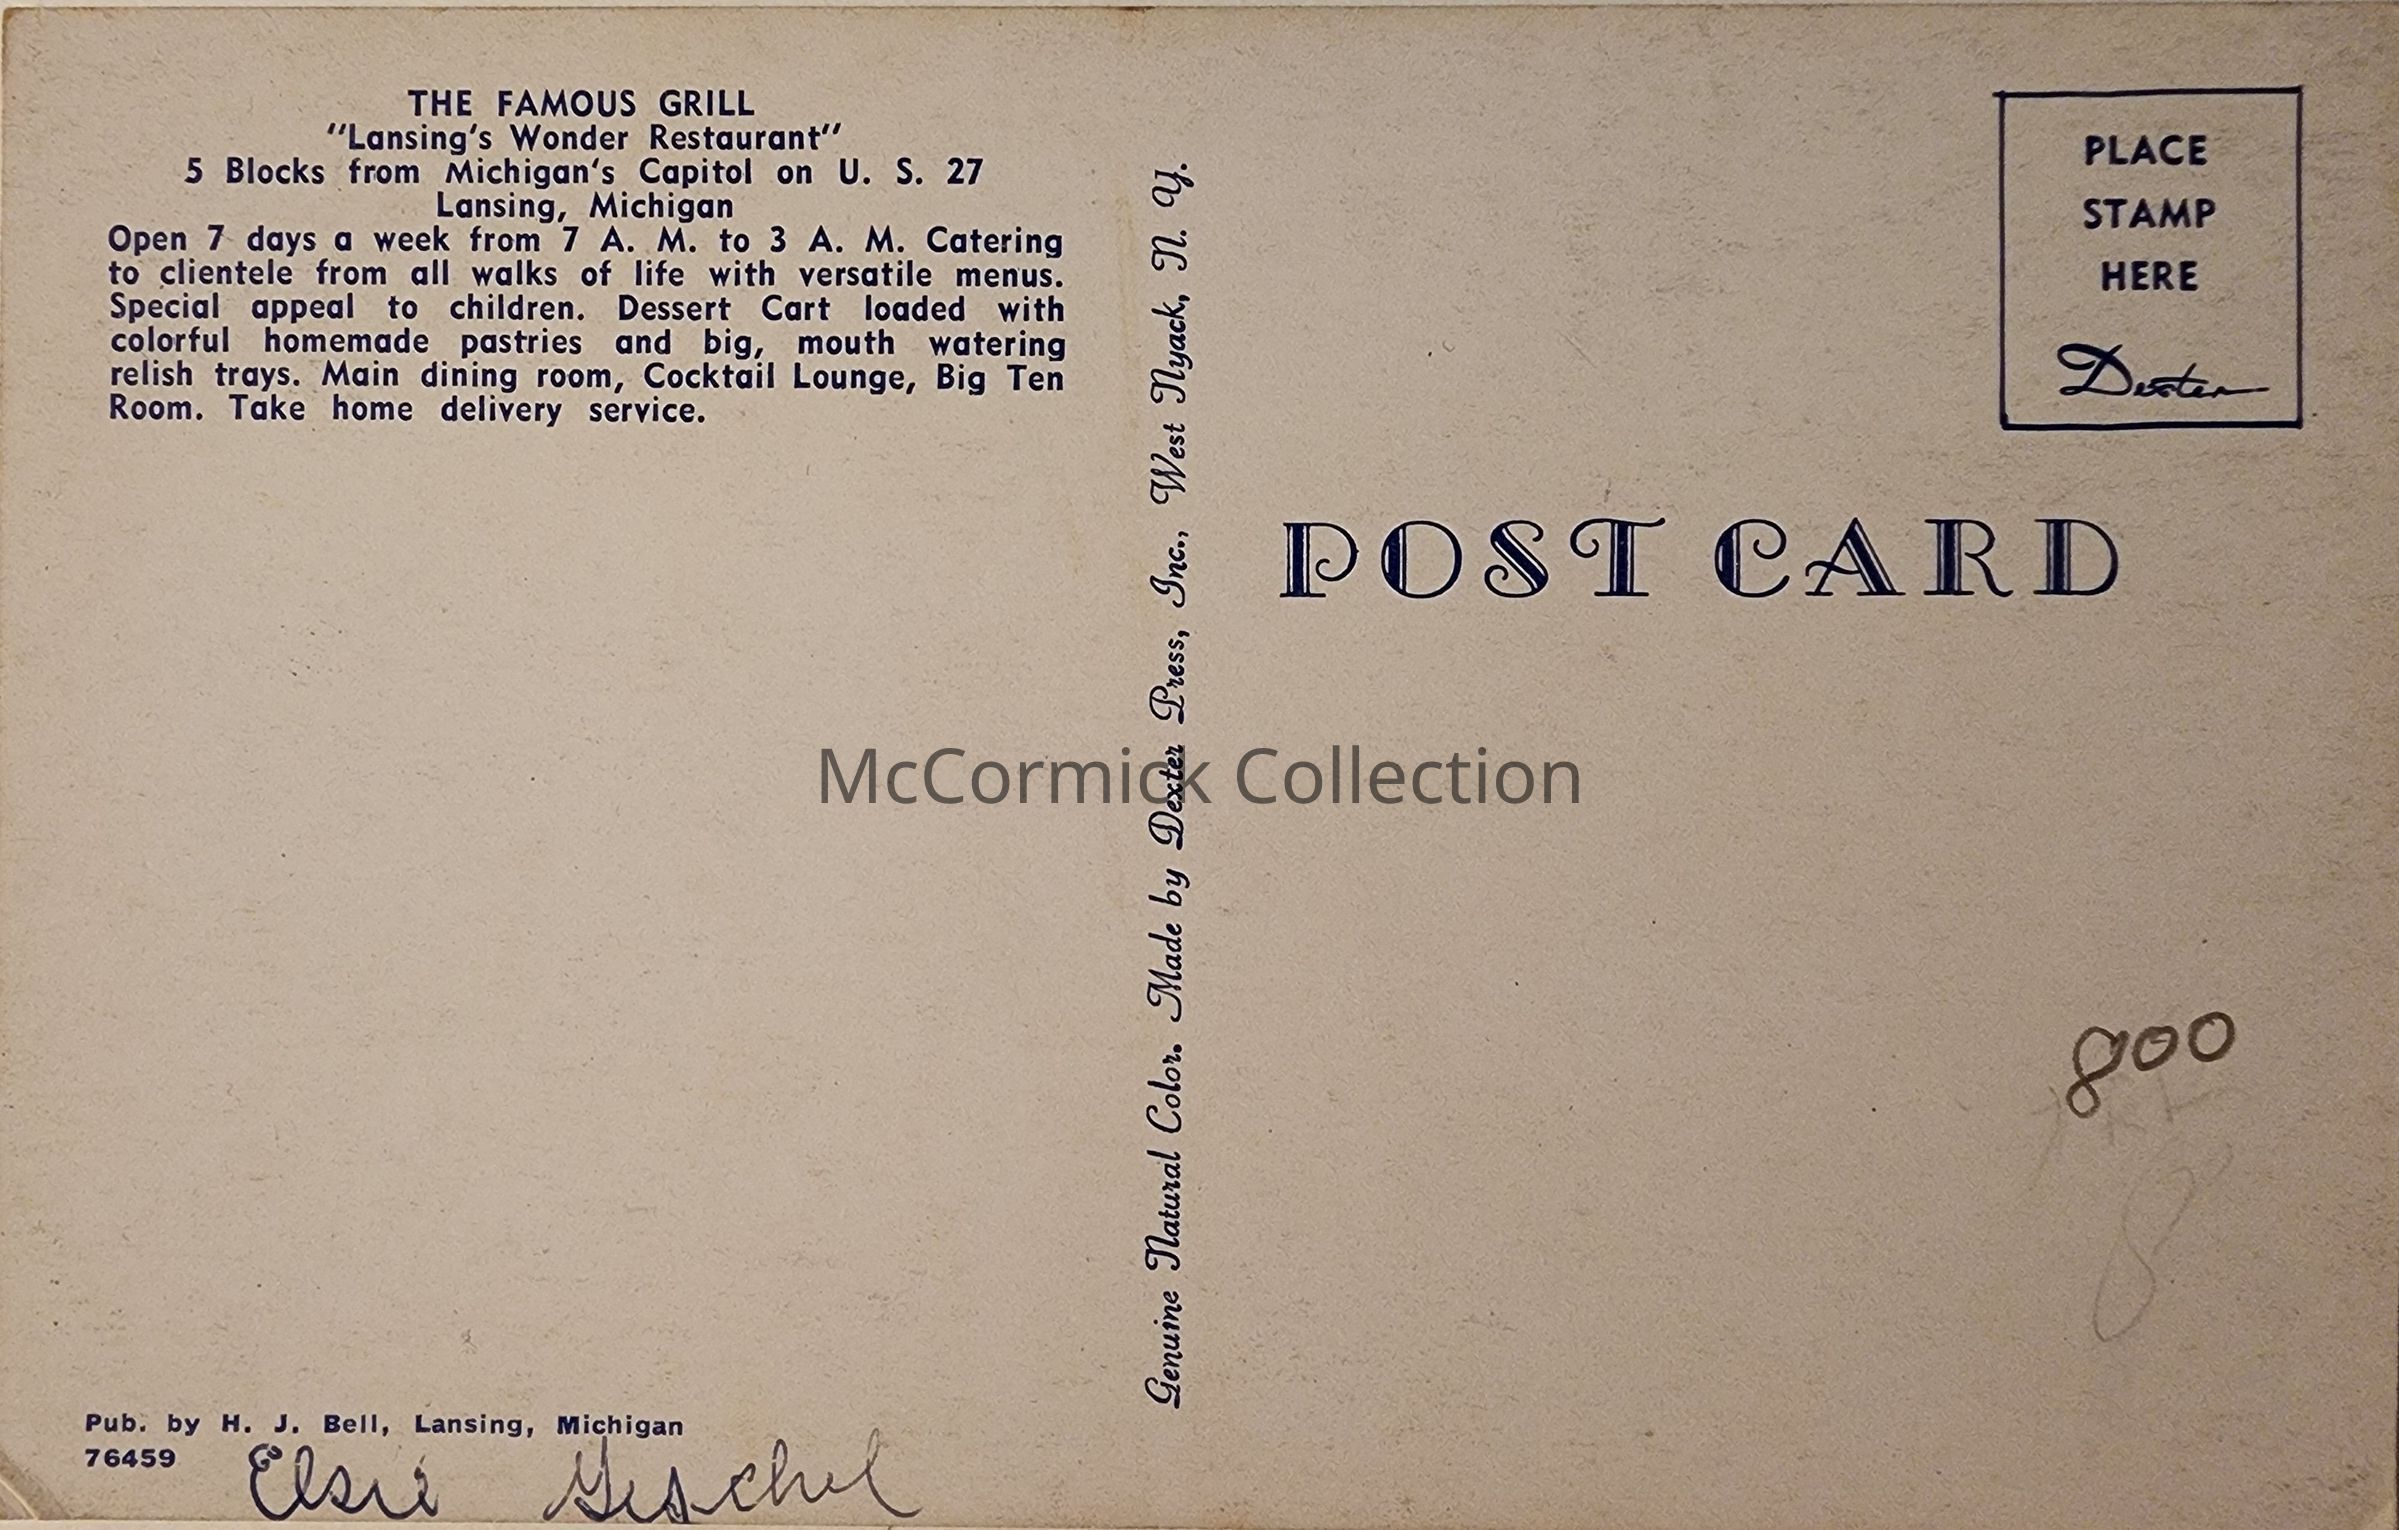 THE FAMOUS GRILL
"Lansing's Wonder Restaurant"
5 Blocks from Michigan's Capitol on U. S. 27
Lansing, Michigan
Open 7 days a week from 7 A. M. to 3 A. M. Catering
to clientele from all walks of life with versatile menus.
Special appeal to children. Dessert Cart loaded with
colorful homemade pastries and big, mouth watering
relish trays. Main dining room, Cocktail Lounge, Big Ten
Room. Take home delivery service.
Pub. by H. J. Bell, Lansing, Michigan
76459
Elsie
Genuine Natural Color. Made by Dexter Press, Inc., West Nyack, N. Y.
PLACE
STAMP
HERE
Dexter
POST CARD
800
8
McCormick Collection